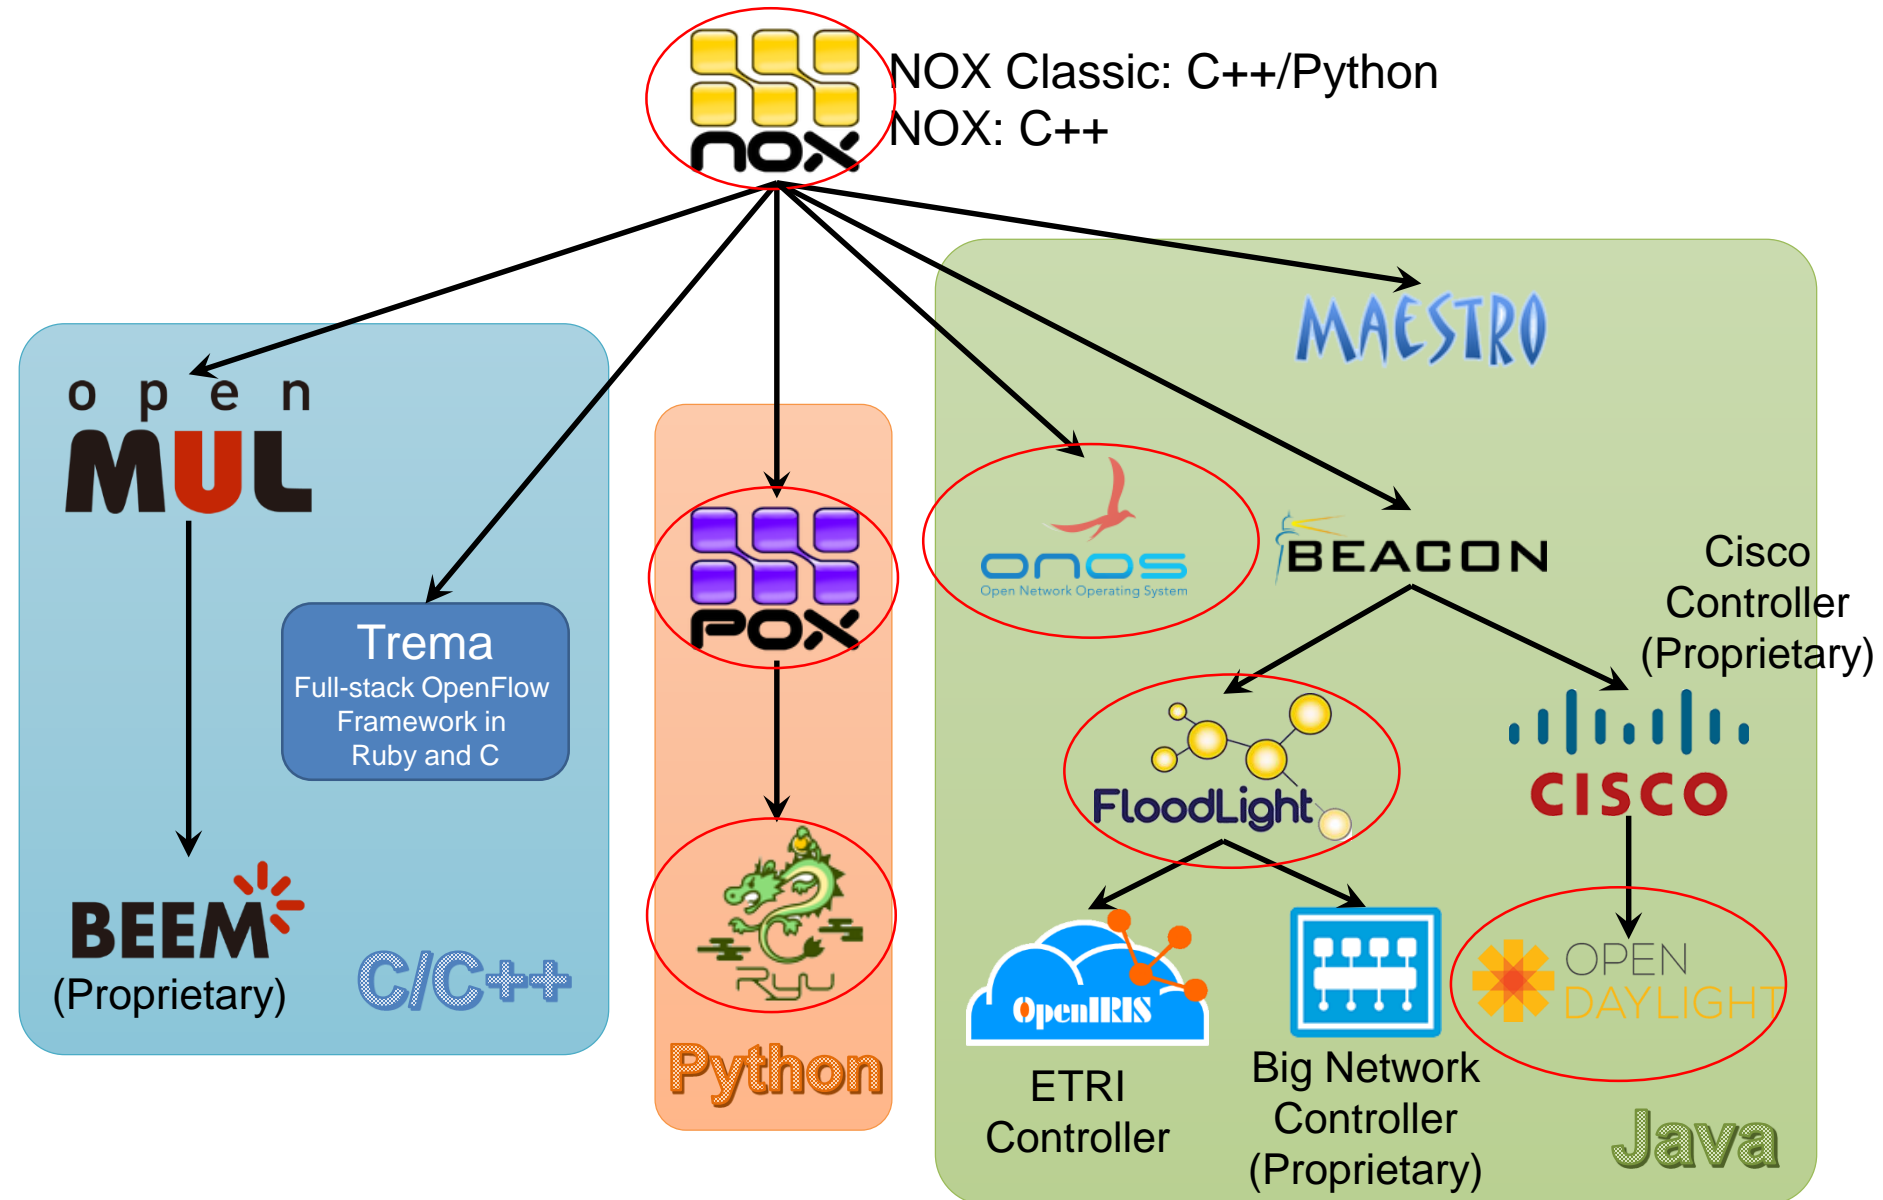 nox
NOX Classic: C++/Python
NOX: C++
open
MUL
Trema
Full-stack OpenFlow
Framework in
Ruby and C
BEEM
(Proprietary)
C/C++
POX
Ryu
Python
MAESTRO
onos
Open Network Operating System
BEACON
Cisco
Controller
(Proprietary)
FloodLight
CISCO
OpenIRIS
ETRI
Controller
Big Network
Controller
(Proprietary)
OPEN
DAYLIGHT
Java